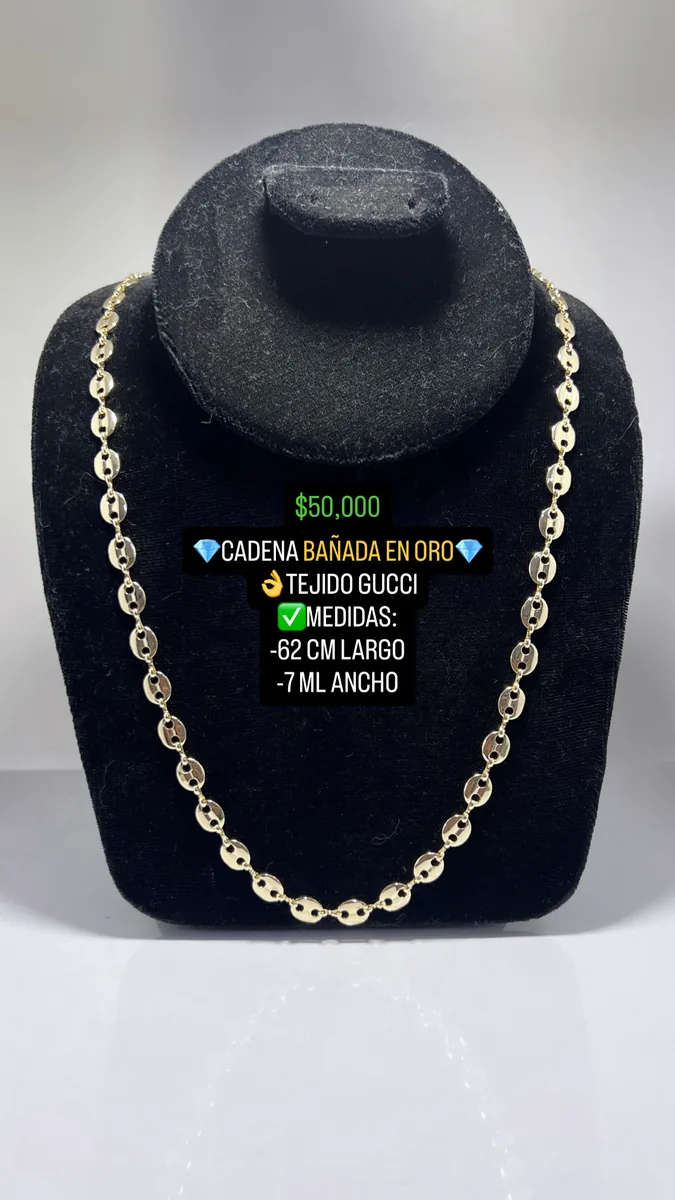 $50,000
💎CADENA BAÑADA EN ORO💎
👌TEJIDO GUCCI
✅MEDIDAS:
-62 CM LARGO
-7 ML ANCHO